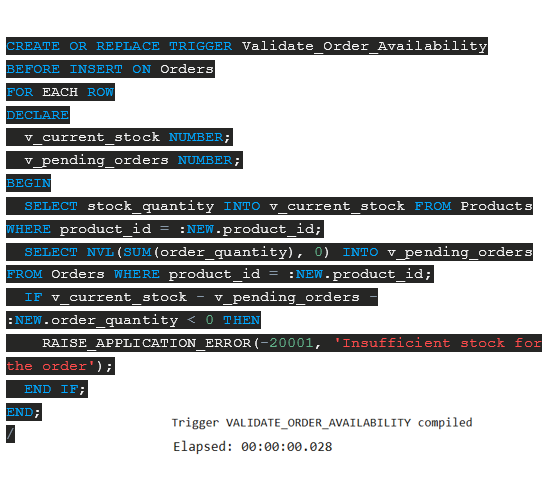 CREATE OR REPLACE TRIGGER Validate_Order_Availability
BEFORE INSERT ON Orders
FOR EACH ROW
DECLARE
  v_current_stock NUMBER;
  v_pending_orders NUMBER;
BEGIN
  SELECT stock_quantity INTO v_current_stock FROM Products
WHERE product_id = :NEW.product_id;
  SELECT NVL(SUM(order_quantity), 0) INTO v_pending_orders
FROM Orders WHERE product_id = :NEW.product_id;
  IF v_current_stock - v_pending_orders -
:NEW.order_quantity < 0 THEN
    RAISE_APPLICATION_ERROR(-20001, 'Insufficient stock for
the order');
  END IF;
END;
/
Trigger VALIDATE_ORDER_AVAILABILITY compiled
Elapsed: 00:00:00.028